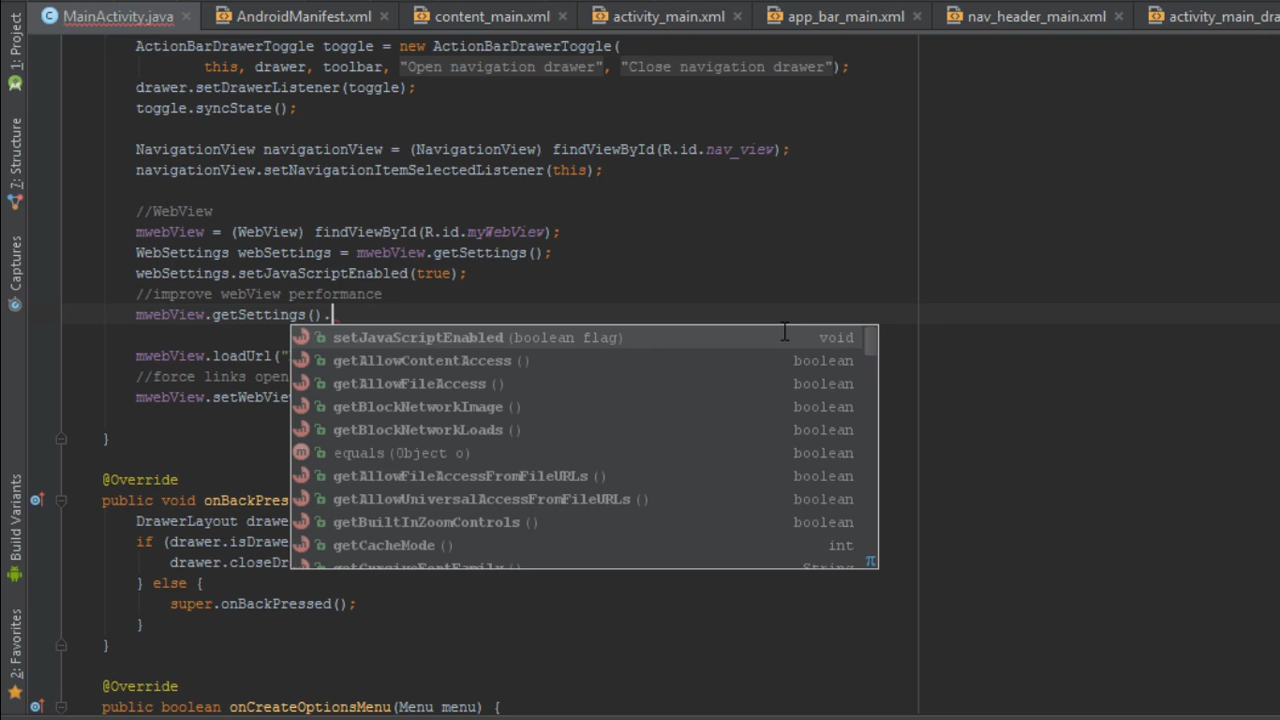 MainActivity.java
AndroidManifest.xml
content_main.xml
activity_main.xml
app_bar_main.xml
nav_header_main.xml
activity_main_dra
1: Project
7: Structure
Captures
Build Variants
2: Favorites
ActionBarDrawerToggle toggle = new ActionBarDrawerToggle(
this, drawer, toolbar, "Open navigation drawer", "Close navigation drawer");
drawer.setDrawerListener(toggle);
toggle.syncState();
NavigationView navigationView = (NavigationView) findViewById(R.id.nav_view);
navigationView.setNavigationItemSelectedListener(this);
//WebView
mwebView = (WebView) findViewById(R.id.myWebView);
WebSettings webSettings = mwebView.getSettings();
webSettings.setJavaScriptEnabled(true);
//improve webView performance
mwebView.getSettings().
setJavaScriptEnabled(boolean flag) void
getAllowContentAccess() boolean
getAllowFileAccess() boolean
getBlockNetworkImage() boolean
getBlockNetworkLoads() boolean
equals(Object o) boolean
getAllowFileAccessFromFileURLs() boolean
getAllowUniversalAccessFromFileURLs() boolean
getBuiltInZoomControls() boolean
getCacheMode() int
getCursiveFontFamily() String
π
mwebView.loadUrl("
//force links open
mwebView.setWebVie
}
@Override
public void onBackPres
DrawerLayout drawe
if (drawer.isDrawe
drawer.closeDr
} else {
super.onBackPressed();
}
}
@Override
public boolean onCreateOptionsMenu(Menu menu) {